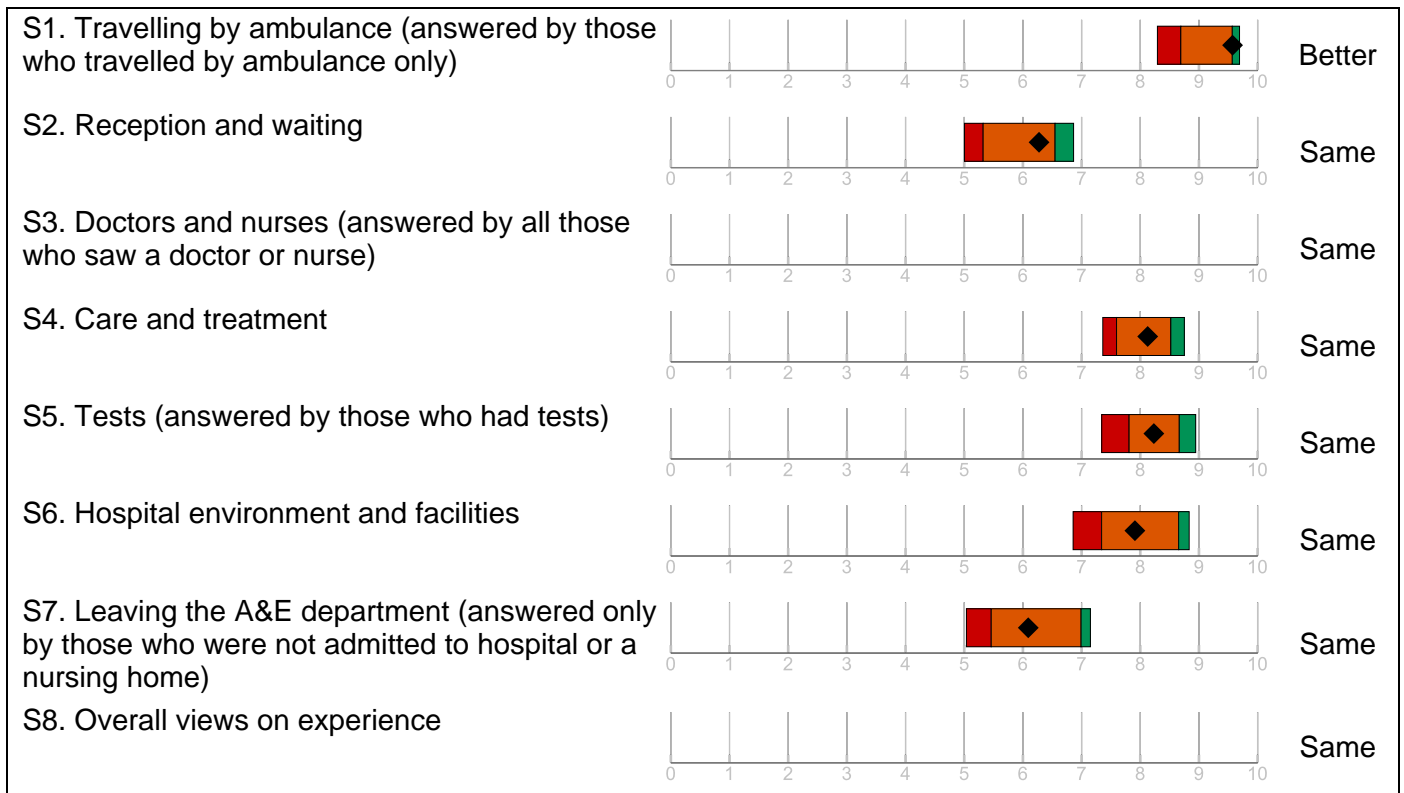 S1. Travelling by ambulance (answered by those
who travelled by ambulance only)
0 1 2 3 4 5 6 7 8 9 10
Better
S2. Reception and waiting
0 1 2 3 4 5 6 7 8 9 10
Same
S3. Doctors and nurses (answered by all those
who saw a doctor or nurse)
0 1 2 3 4 5 6 7 8 9 10
Same
S4. Care and treatment
0 1 2 3 4 5 6 7 8 9 10
Same
S5. Tests (answered by those who had tests)
0 1 2 3 4 5 6 7 8 9 10
Same
S6. Hospital environment and facilities
0 1 2 3 4 5 6 7 8 9 10
Same
S7. Leaving the A&E department (answered only
by those who were not admitted to hospital or a
nursing home)
0 1 2 3 4 5 6 7 8 9 10
Same
S8. Overall views on experience
0 1 2 3 4 5 6 7 8 9 10
Same